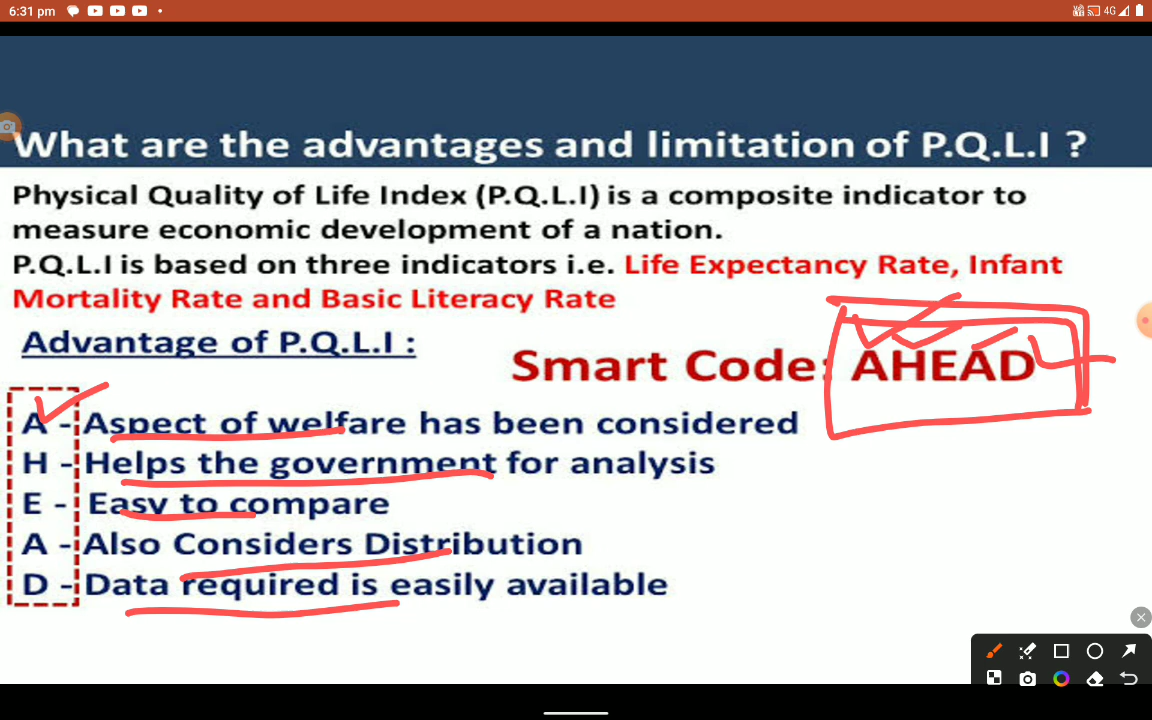 6:31 pm
4G
What are the advantages and limitation of P.Q.L.I ?
Physical Quality of Life Index (P.Q.L.I) is a composite indicator to
measure economic development of a nation.
P.Q.L.I is based on three indicators i.e. Life Expectancy Rate, Infant
Mortality Rate and Basic Literacy Rate
Advantage of P.Q.L.I :
Smart Code: AHEAD
A - Aspect of welfare has been considered
H - Helps the government for analysis
E - Easy to compare
A - Also Considers Distribution
D - Data required is easily available